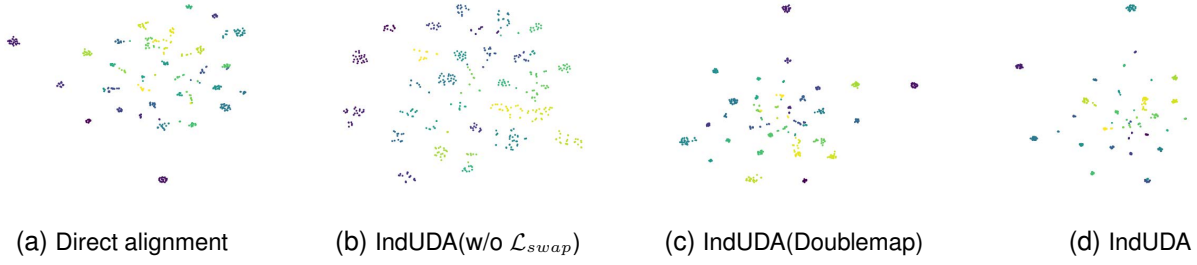 (a) Direct alignment
(b) IndUDA(w/o $\mathcal{L}_{swap}$)
(c) IndUDA(Doublemap)
(d) IndUDA